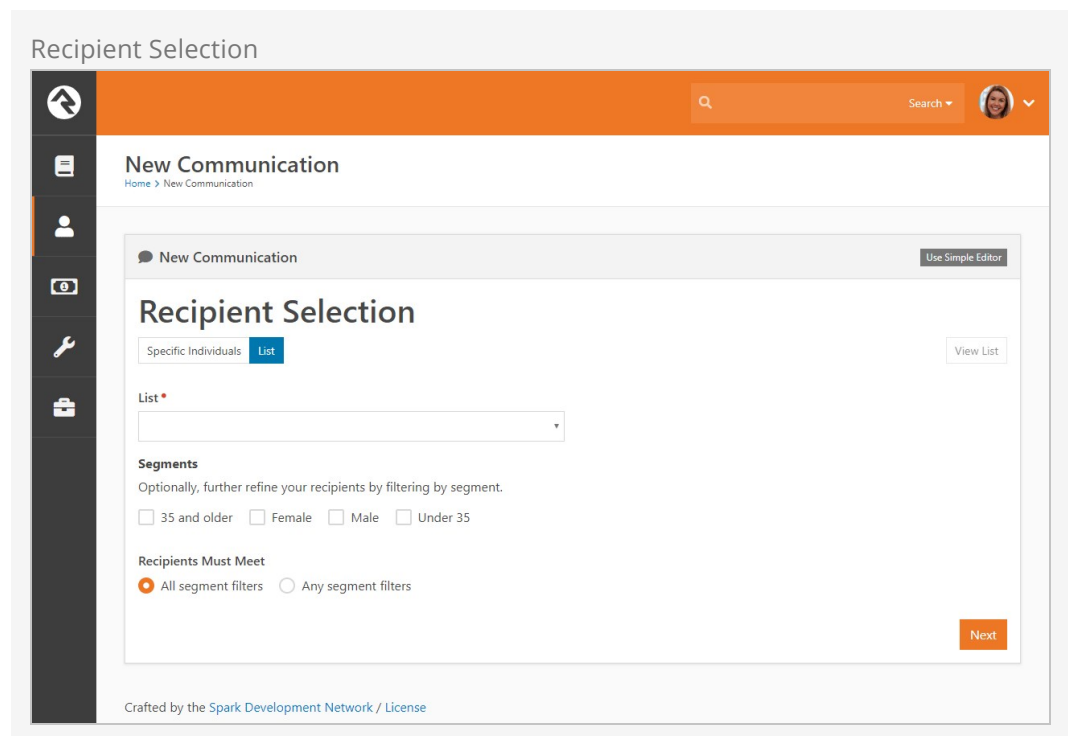 Recipient Selection
Search
New Communication
Home > New Communication
New Communication
Use Simple Editor
Recipient Selection
Specific Individuals List
View List
List
Segments
Optionally, further refine your recipients by filtering by segment.
35 and older Female Male Under 35
Recipients Must Meet
All segment filters Any segment filters
Next
Crafted by the Spark Development Network / License